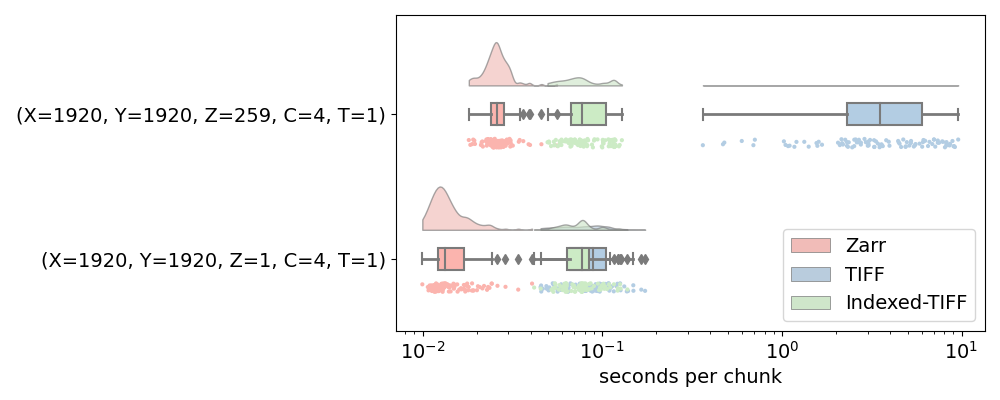 (X=1920, Y=1920, Z=259, C=4, T=1)
(X=1920, Y=1920, Z=1, C=4, T=1)
Zarr
TIFF
Indexed-TIFF
10⁻² 10⁻¹ 10⁰ 10¹
seconds per chunk